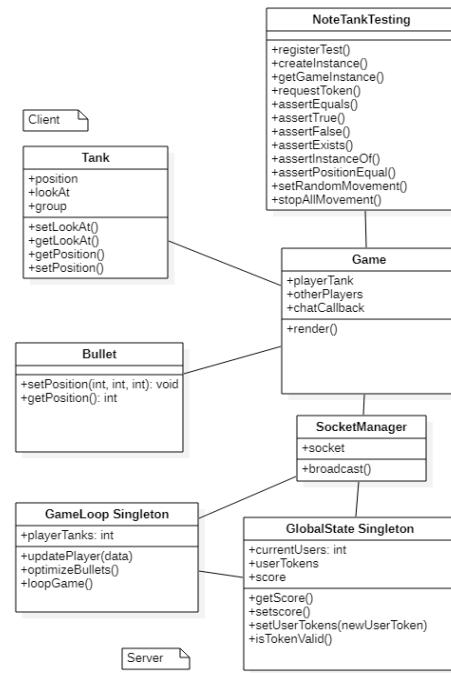 NoteTankTesting
+registerTest()
+createInstance()
+getGameInstance()
+requestToken()
+assertEquals()
+assertTrue()
+assertFalse()
+assertExists()
+assertInstanceOf()
+assertPositionEqual()
+setRandomMovement()
+stopAllMovement()
Client
Tank
+position
+lookAt
+group
+setLookAt()
+getLookAt()
+getPosition()
+setPosition()
Game
+playerTank
+otherPlayers
+chatCallback
+render()
Bullet
+setPosition(int, int, int): void
+getPosition(): int
SocketManager
+socket
+broadcast()
GameLoop Singleton
+playerTanks: int
+updatePlayer(data)
+optimizeBullets()
+loopGame()
GlobalState Singleton
+currentUsers: int
+userTokens
+score
+getScore()
+setscore()
+setUserTokens(newUserToken)
+isTokenValid()
Server